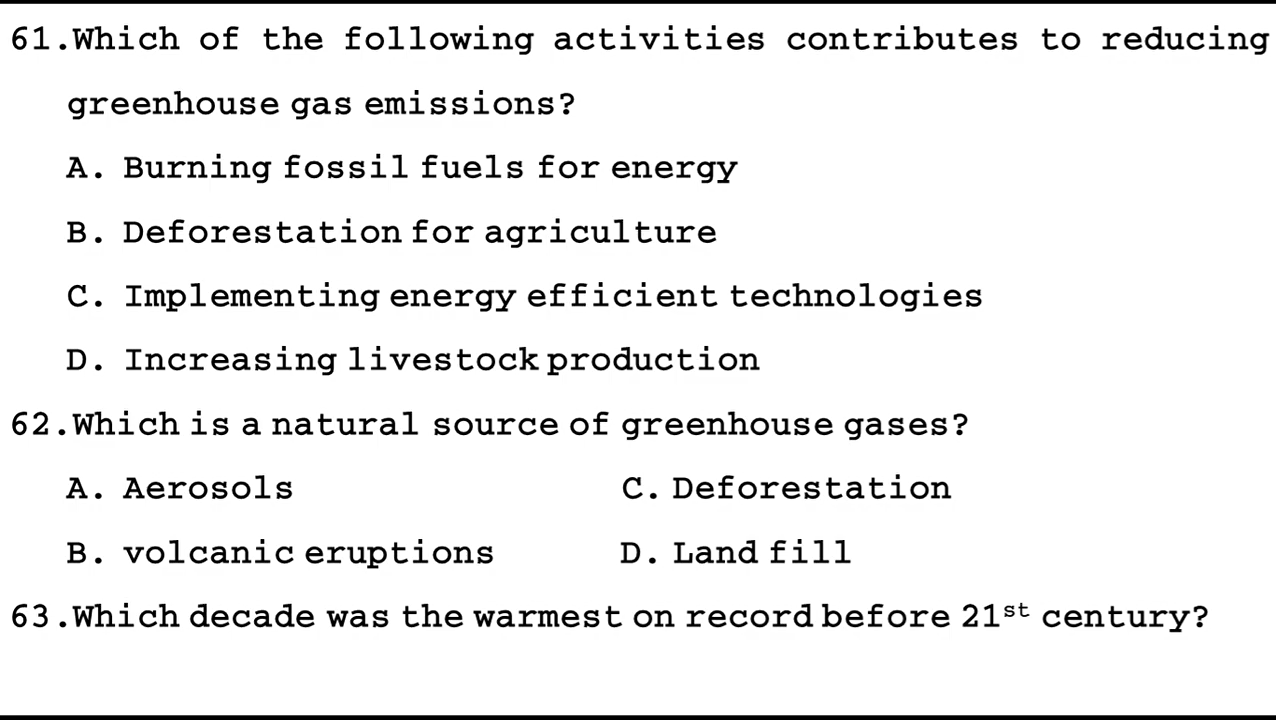 61.Which of the following activities contributes to reducing
greenhouse gas emissions?
A. Burning fossil fuels for energy
B. Deforestation for agriculture
C. Implementing energy efficient technologies
D. Increasing livestock production
62.Which is a natural source of greenhouse gases?
A. Aerosols C. Deforestation
B. volcanic eruptions D. Land fill
63.Which decade was the warmest on record before 21st century?